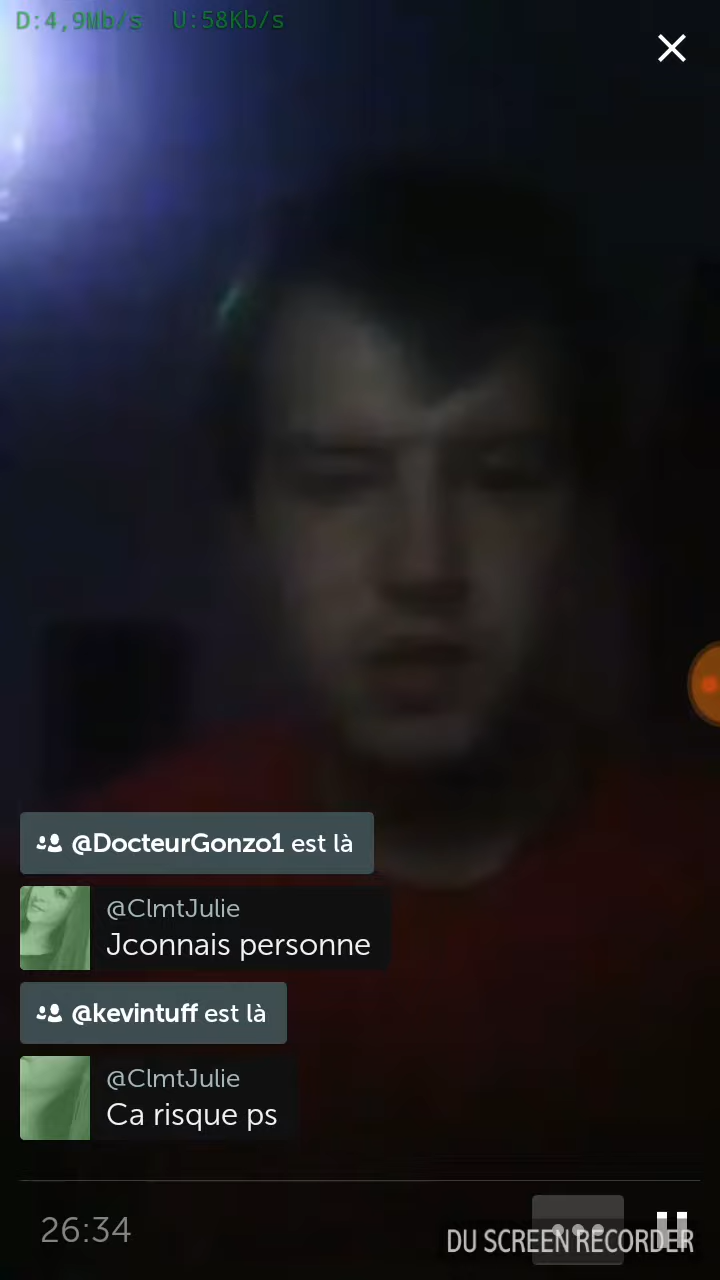 D:4,9Mb/s U:58Kb/s
@DocteurGonzo1 est là
@ClmtJulie
Jconnais personne
@kevintuff est là
@ClmtJulie
Ca risque ps
26:34
DU SCREEN RECORDER